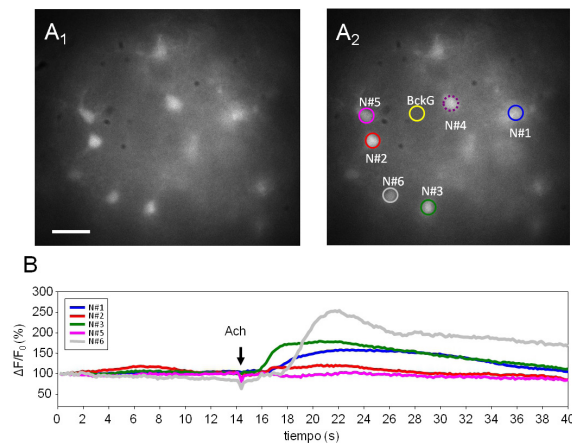 A1
A2
N#5
BckG
N#4
N#1
N#2
N#6
N#3
B
ΔF/F0 (%)
300
250
200
150
100
50
N#1
N#2
N#3
N#5
N#6
Ach
0 2 4 6 8 10 12 14 16 18 20 22 24 26 28 30 32 34 36 38 40
tiempo (s)